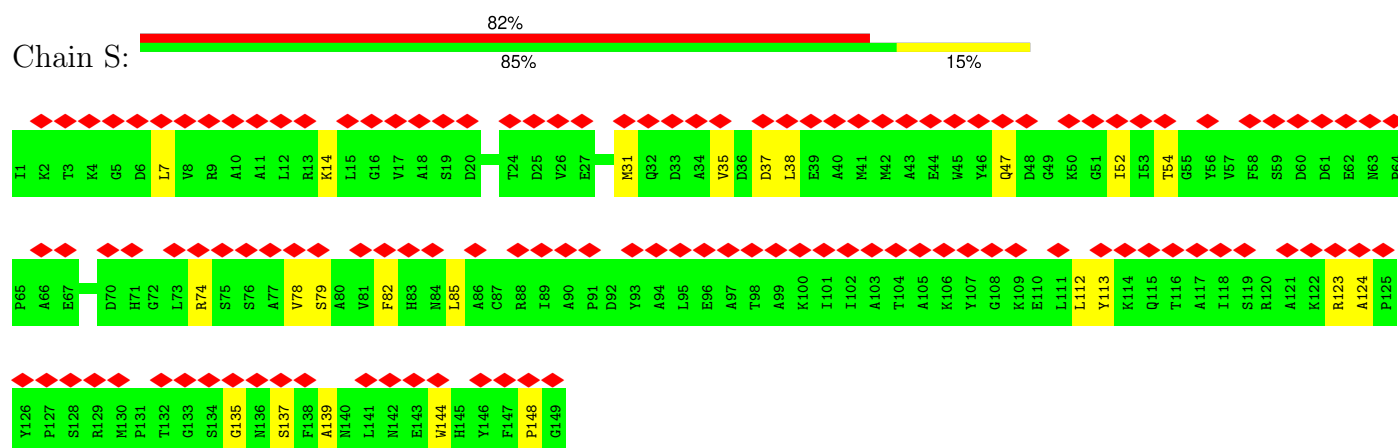 82%
Chain S:
85% 15%
I1 K2 T3 K4 G5 D6 L7 V8 R9 A10 A11 L12 R13 K14 L15 G16 V17 A18 S19 D20 T24 D25 V26 E27 M31 Q32 D33 A34 V35 D36 D37 L38 E39 A40 M41 M42 A43 E44 W45 Y46 Q47 D48 G49 K50 G51 I52 I53 T54 G55 Y56 V57 F58 S59 D60 D61 E62 N63
P65 A66 E67 D70 H71 G72 L73 R74 S75 S76 A77 V78 S79 A80 V81 F82 H83 N84 L85 A86 C87 R88 I89 A90 P91 D92 Y93 A94 L95 E96 A97 T98 A99 K100 I101 I102 A103 T104 A105 K106 Y107 G108 K109 E110 L111 L112 Y113 K114 Q115 T116 A117 I118 S119 R120 A121 K122 R123 A124 P125
Y126 P127 S128 R129 M130 P131 T132 G133 S134 G135 N136 S137 F138 A139 N140 L141 N142 E143 W144 H145 Y146 F147 P148 G149